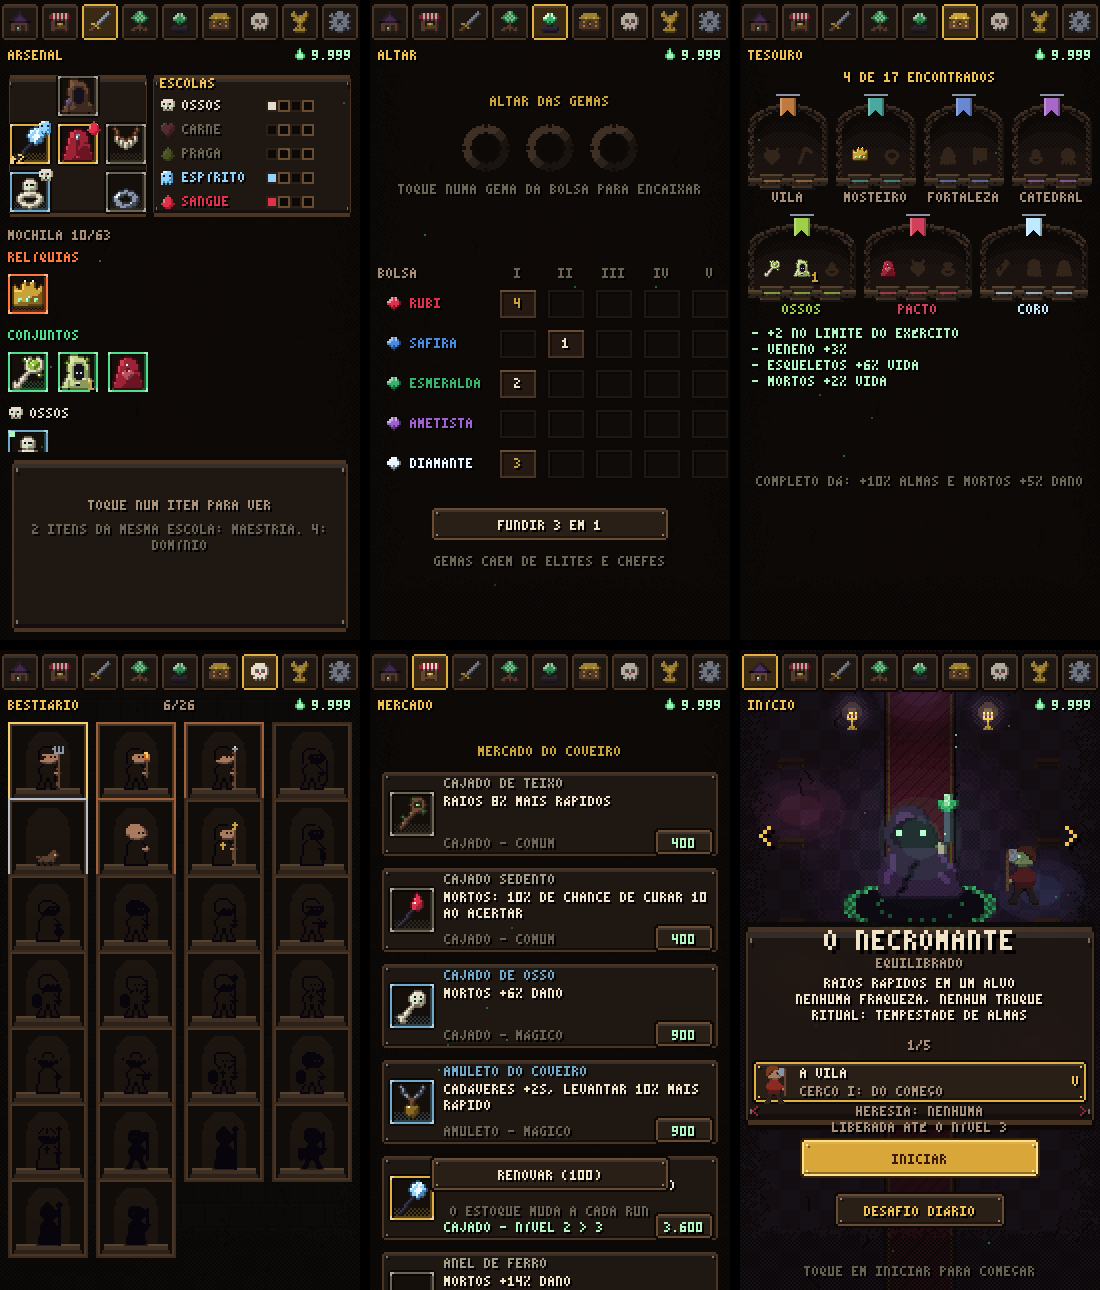 ARSENAL 9.999
ESCOLAS
OSSOS
CARNE
PRAGA
ESPÍRITO
SANGUE
+2
MOCHILA 10/63
RELÍQUIAS
CONJUNTOS
OSSOS
TOQUE NUM ITEM PARA VER
2 ITENS DA MESMA ESCOLA: MAESTRIA. 4:
DOMÍNIO
ALTAR 9.999
ALTAR DAS GEMAS
TOQUE NUMA GEMA DA BOLSA PARA ENCAIXAR
BOLSA I II III IV V
RUBI 4
SAFIRA 1
ESMERALDA 2
AMETISTA
DIAMANTE 3
FUNDIR 3 EM 1
GEMAS CAEM DE ELITES E CHEFES
TESOURO 9.999
4 DE 17 ENCONTRADOS
VILA MOSTEIRO FORTALEZA CATEDRAL
1
OSSOS PACTO CORO
- +2 NO LIMITE DO EXÉRCITO
- VENENO +3%
- ESQUELETOS +6% VIDA
- MORTOS +2% VIDA
COMPLETO DÁ: +10% ALMAS E MORTOS +5% DANO
BESTIÁRIO 6/26 9.999
MERCADO 9.999
MERCADO DO COVEIRO
CAJADO DE TEIXO
RAIOS 8% MAIS RÁPIDOS
CAJADO - COMUM 400
CAJADO SEDENTO
MORTOS: 10% DE CHANCE DE CURAR 10
AO ACERTAR
CAJADO - COMUM 400
CAJADO DE OSSO
MORTOS +6% DANO
CAJADO - MÁGICO 900
AMULETO DO COVEIRO
CADÁVERES +2S, LEVANTAR 10% MAIS
RÁPIDO
AMULETO - MÁGICO 900
RENOVAR (100)
)
O ESTOQUE MUDA A CADA RUN
CAJADO - NÍVEL 2 > 3 3.600
ANEL DE FERRO
MORTOS +14% DANO
INÍCIO 9.999
< >
O NECROMANTE
EQUILIBRADO
RAIOS RÁPIDOS EM UM ALVO
NENHUMA FRAQUEZA, NENHUM TRUQUE
RITUAL: TEMPESTADE DE ALMAS
1/5
A VILA
CERCO I: DO COMEÇO V
< HERESIA: NENHUMA >
LIBERADA ATÉ O NÍVEL 3
INICIAR
DESAFIO DIÁRIO
TOQUE EM INICIAR PARA COMEÇAR